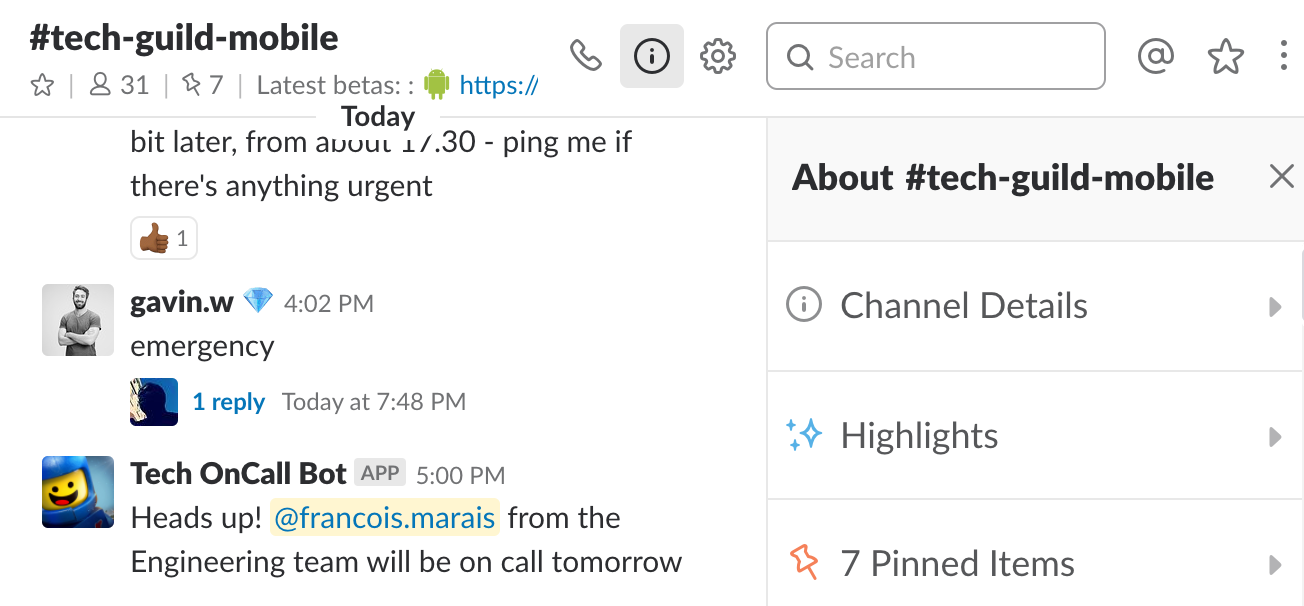 #tech-guild-mobile
31 7 Latest betas: : https://
Search
Today
bit later, from about 17.30 - ping me if
there's anything urgent
1
gavin.w 4:02 PM
emergency
1 reply Today at 7:48 PM
Tech OnCall Bot APP 5:00 PM
Heads up! @francois.marais from the
Engineering team will be on call tomorrow
About #tech-guild-mobile
Channel Details
Highlights
7 Pinned Items